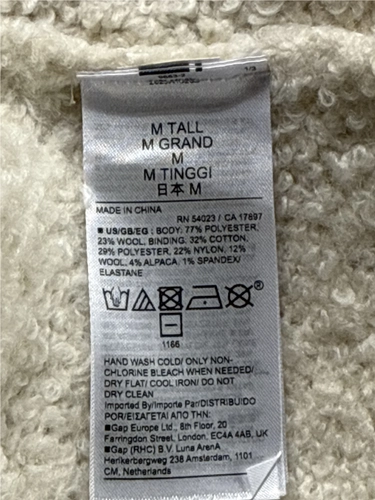 1/3
M TALL
M GRAND
M
M TINGGI
日本 M
MADE IN CHINA
RN 54023 / CA 17897
■ US/GB/EG : BODY: 77% POLYESTER,
23% WOOL. BINDING: 32% COTTON,
29% POLYESTER, 22% NYLON, 12%
WOOL, 4% ALPACA, 1% SPANDEX/
ELASTANE
®
1166
HAND WASH COLD/ ONLY NON-
CHLORINE BLEACH WHEN NEEDED/
DRY FLAT/ COOL IRON/ DO NOT
DRY CLEAN
Imported By/Importe Par/DISTRIBUIDO
POR/ΕΙΣΑΓΕΤΑΙ ΑΠΟ ΤΗΝ:
■Gap Europe Ltd., 8th Floor, 20
Farringdon Street, London, EC4A 4AB, UK
■Gap (RHC) B.V. Luna ArenA
Herikerbergweg 238 Amsterdam, 1101
CM, Netherlands